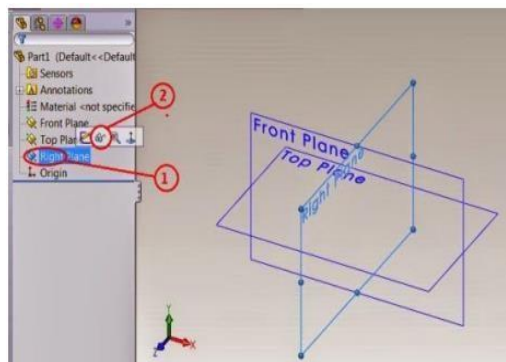 Part1 (Default<<Default
Sensors
Annotations
Material <not specifie
Front Plane
Top Plan
Right Plane
Origin
2
1
Front Plane
Top Plane
Right Plane
Y
X
Z